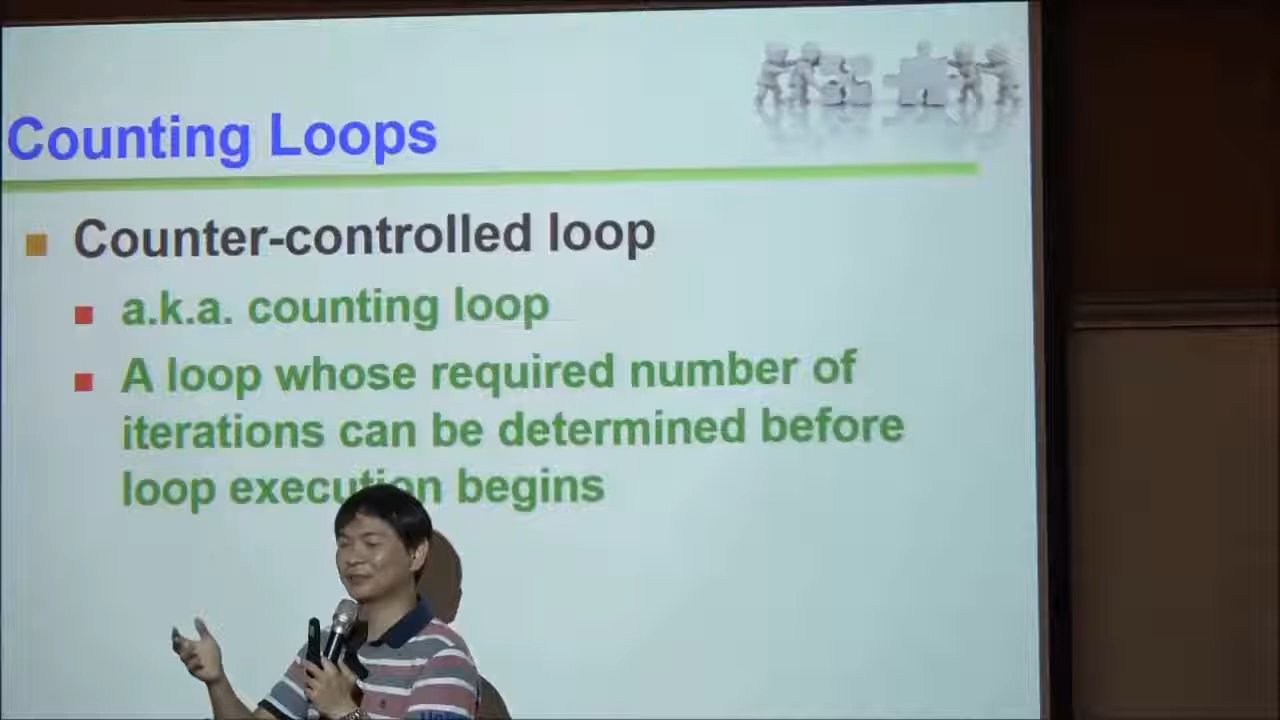 Counting Loops
Counter-controlled loop
a.k.a. counting loop
A loop whose required number of
iterations can be determined before
loop execution begins